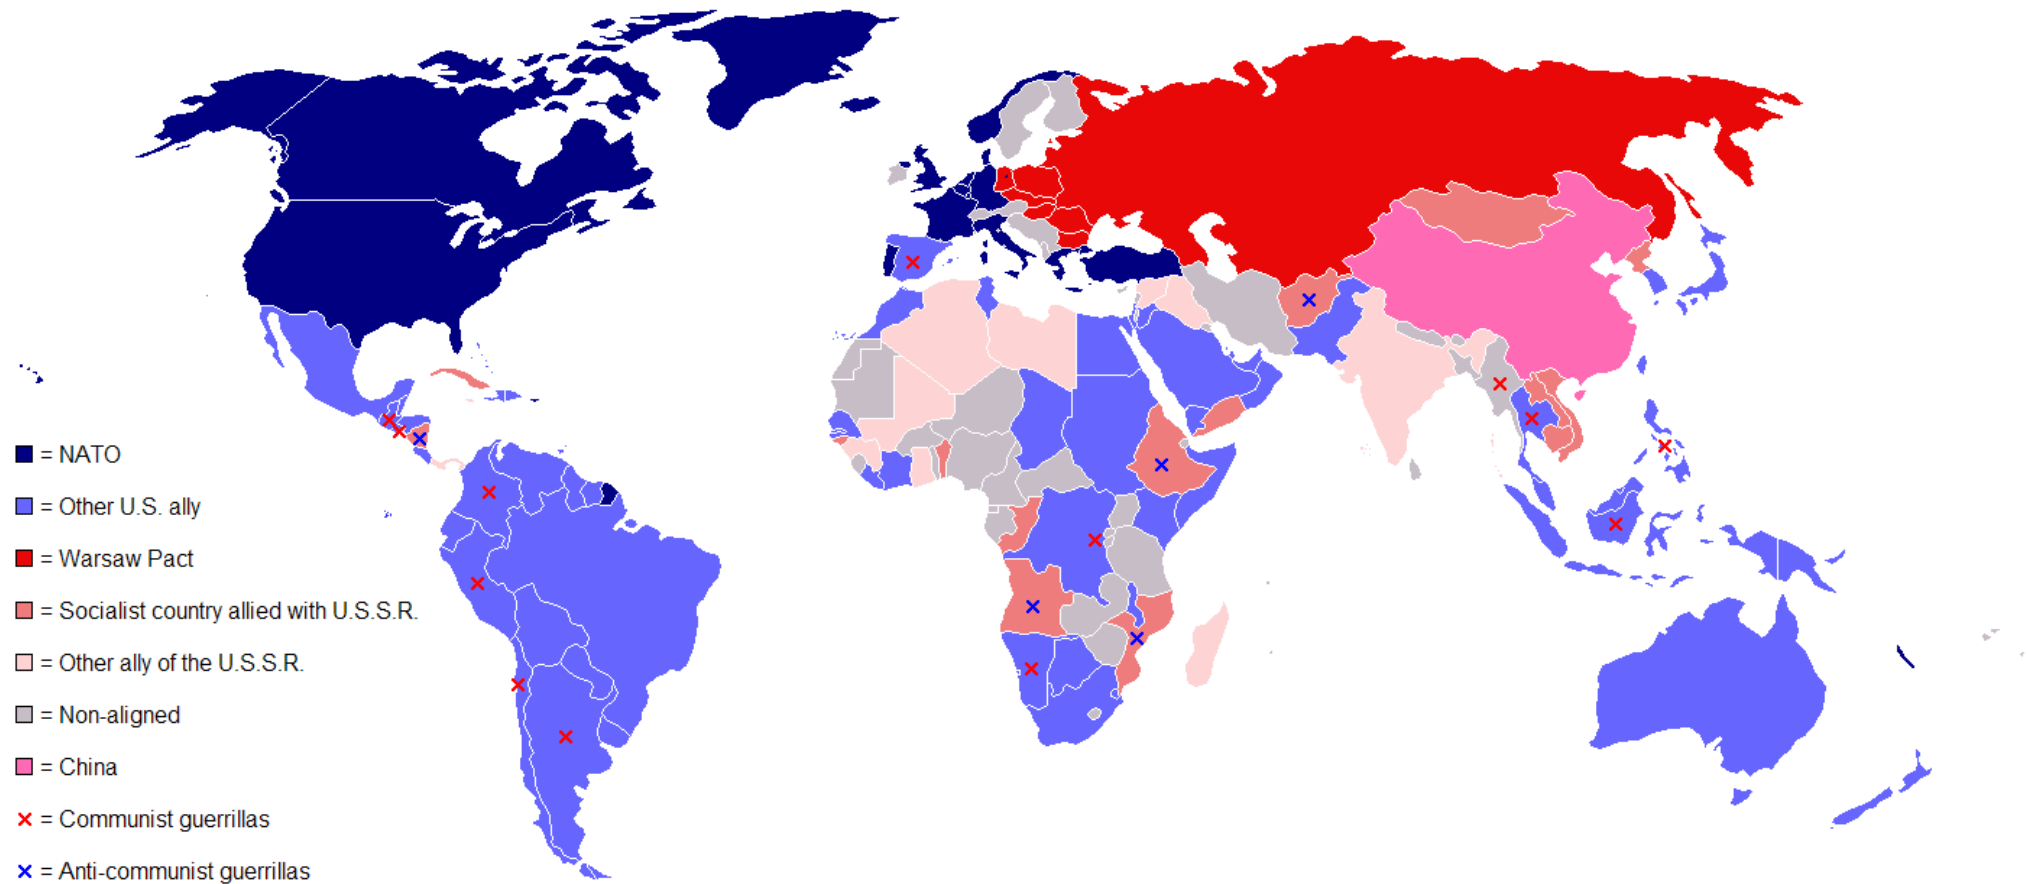 = NATO
= Other U.S. ally
= Warsaw Pact
= Socialist country allied with U.S.S.R.
= Other ally of the U.S.S.R.
= Non-aligned
= China
= Communist guerrillas
= Anti-communist guerrillas